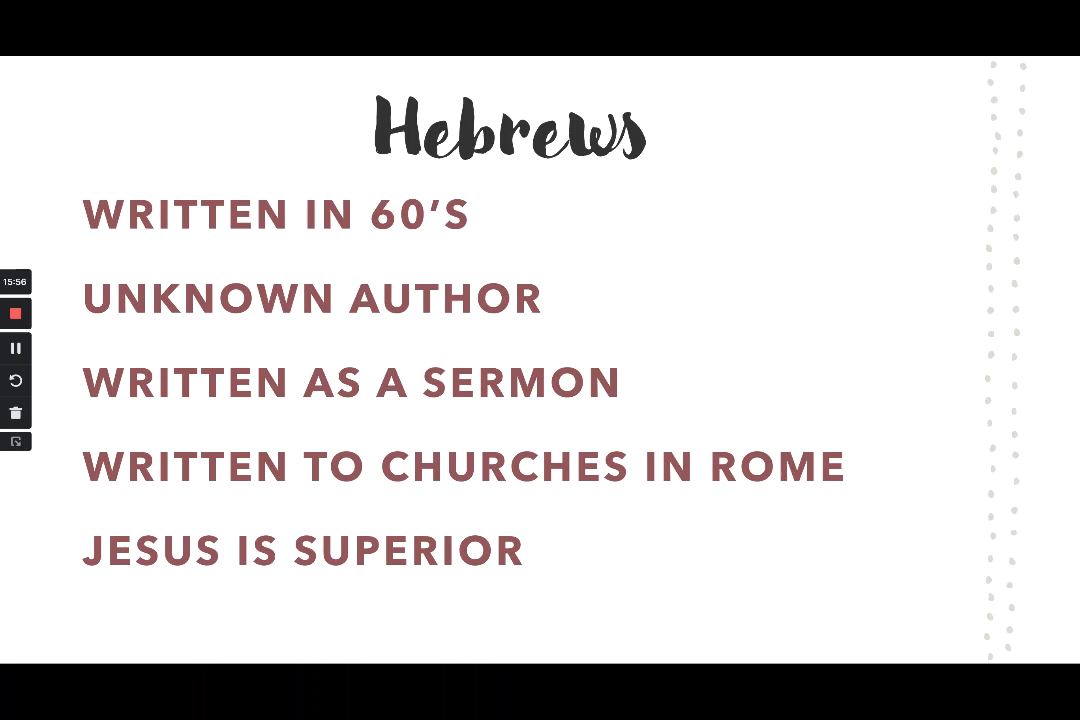 Hebrews
WRITTEN IN 60’S
15:56
UNKNOWN AUTHOR
WRITTEN AS A SERMON
WRITTEN TO CHURCHES IN ROME
JESUS IS SUPERIOR